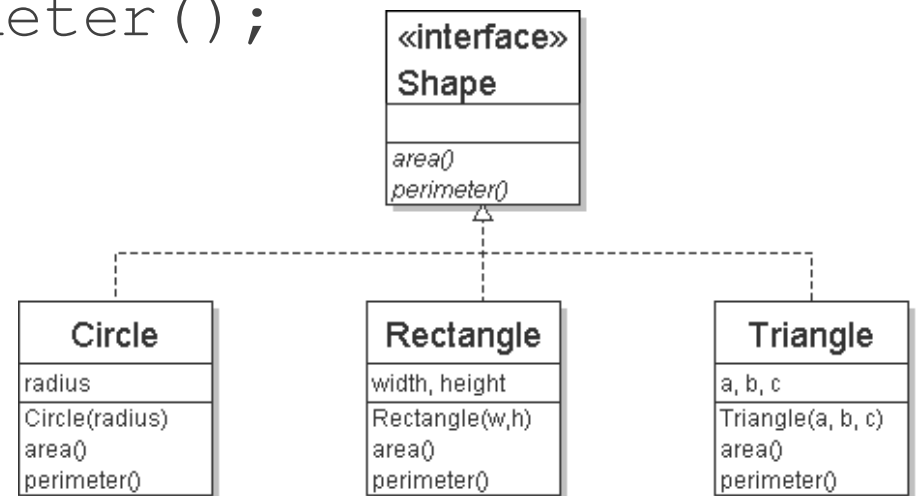 eter();
«interface»
Shape
area()
perimeter()
Circle
radius
Circle(radius)
area()
perimeter()
Rectangle
width, height
Rectangle(w,h)
area()
perimeter()
Triangle
a, b, c
Triangle(a, b, c)
area()
perimeter()